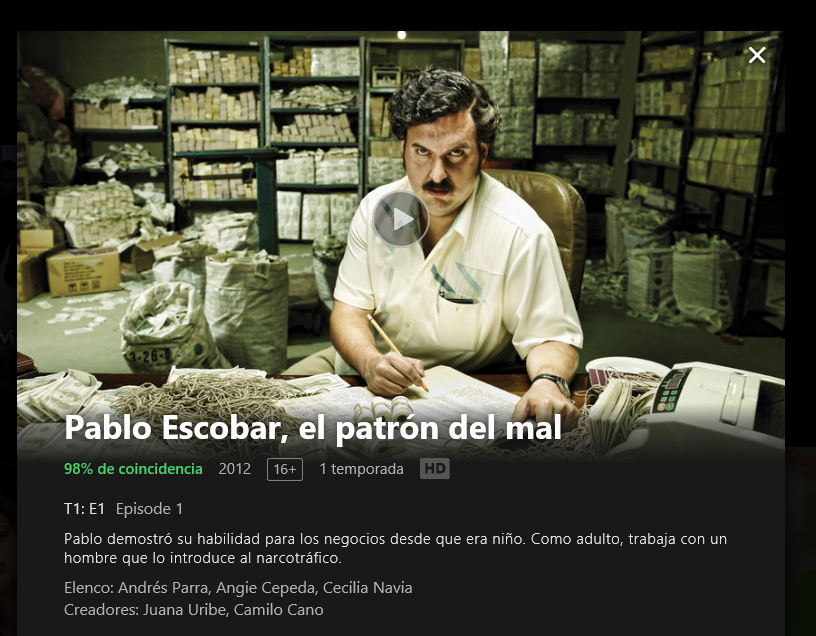 Pablo Escobar, el patrón del mal
98% de coincidencia 2012 16+ 1 temporada HD
T1: E1 Episode 1
Pablo demostró su habilidad para los negocios desde que era niño. Como adulto, trabaja con un
hombre que lo introduce al narcotráfico.
Elenco: Andrés Parra, Angie Cepeda, Cecilia Navia
Creadores: Juana Uribe, Camilo Cano